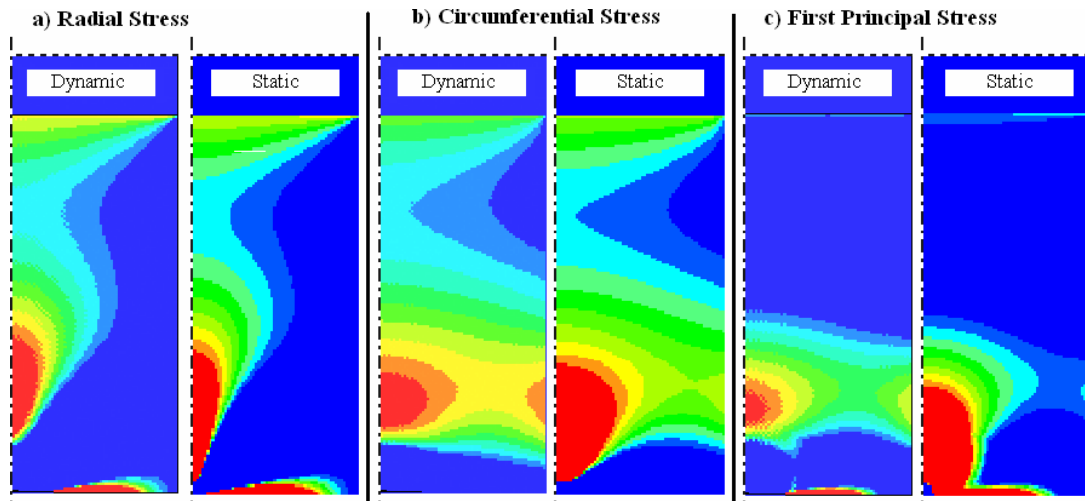 a) Radial Stress
b) Circumferential Stress
c) First Principal Stress
Dynamic
Static
Dynamic
Static
Dynamic
Static